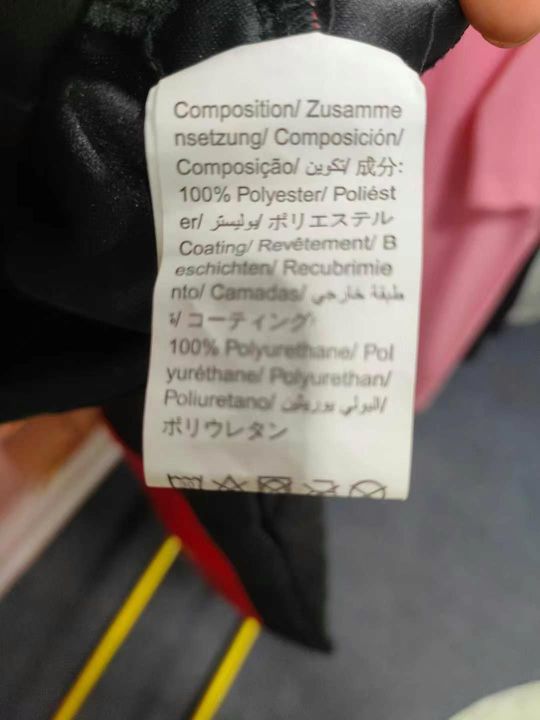 Composition/ Zusamme
nsetzung/ Composición/
Composição/ تكوين/ 成分:
100% Polyester/ Poliést
er/ بوليستر/ ポリエステル
Coating/ Revêtement/ B
eschichten/ Recubrimie
nto/ Camadas/ طبقة خارجي
ة/ コーティング:
100% Polyurethane/ Pol
yuréthane/ Polyurethan/
Poliuretano/ البولي يوريثين/
ポリウレタン